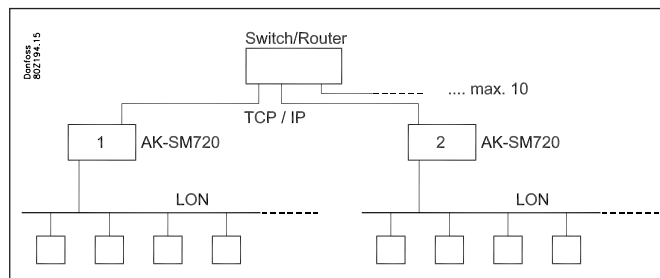 Danfoss
80Z194.15
Switch/Router
.... max. 10
TCP / IP
1
AK-SM720
2
AK-SM720
LON
LON